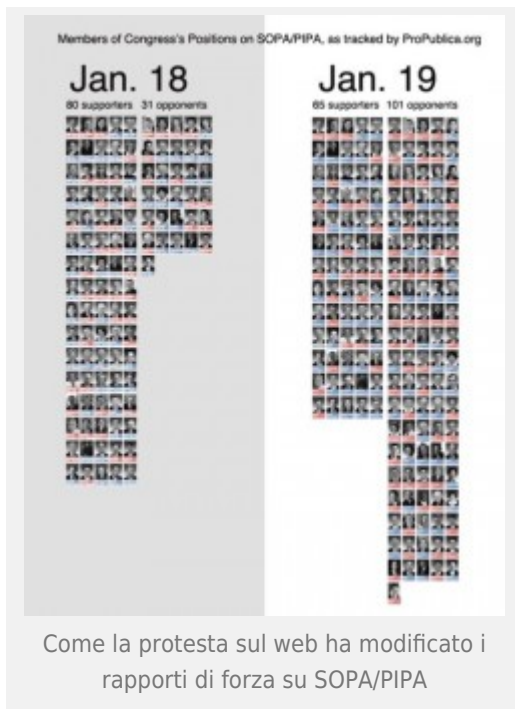 Members of Congress's Positions on SOPA/PIPA, as tracked by ProPublica.org
Jan. 18
80 supporters 31 opponents
Jan. 19
65 supporters 101 opponents
Come la protesta sul web ha modificato i
rapporti di forza su SOPA/PIPA